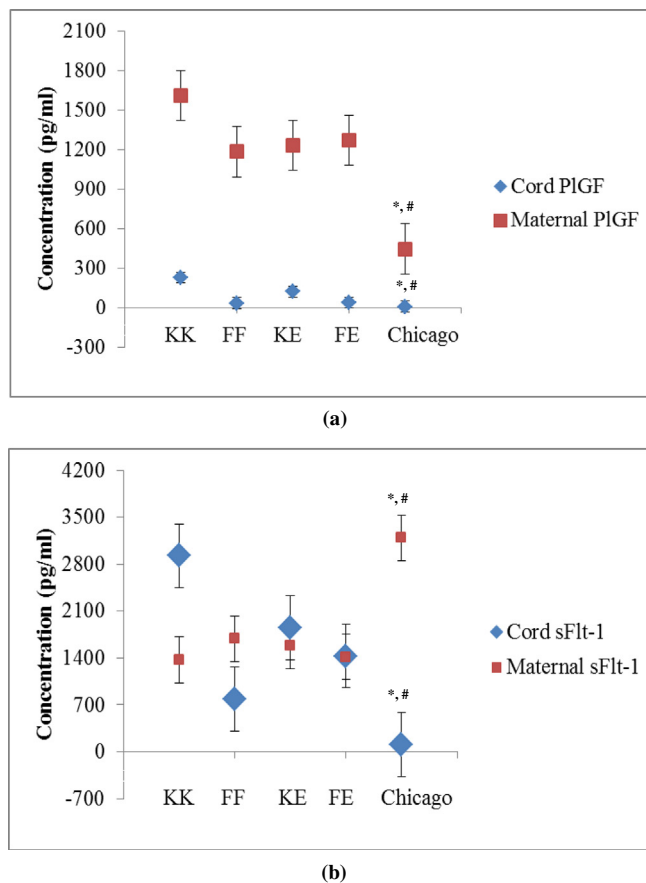 2100
1800
1500
1200
900
600
300
0
-300
Concentration (pg/ml)
*, #
*, #
KK FF KE FE Chicago
Cord PlGF
Maternal PlGF
(a)
4200
3500
2800
2100
1400
700
0
-700
Concentration (pg/ml)
*, #
*, #
KK FF KE FE Chicago
Cord sFlt-1
Maternal sFlt-1
(b)